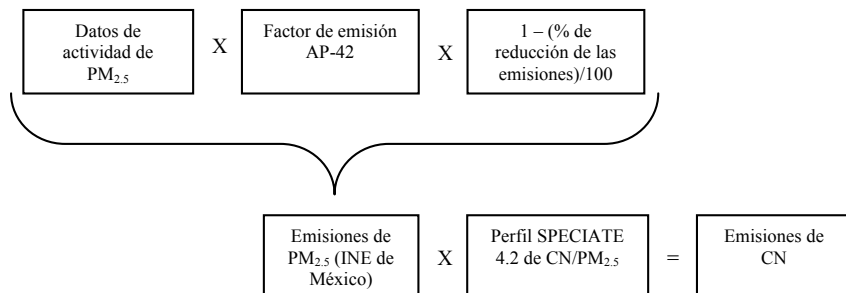 Datos de
actividad de
PM2.5
X
Factor de emisión
AP-42
X
1 – (% de
reducción de las
emisiones)/100
Emisiones de
PM2.5 (INE de
México)
X
Perfil SPECIATE
4.2 de CN/PM2.5
=
Emisiones de
CN